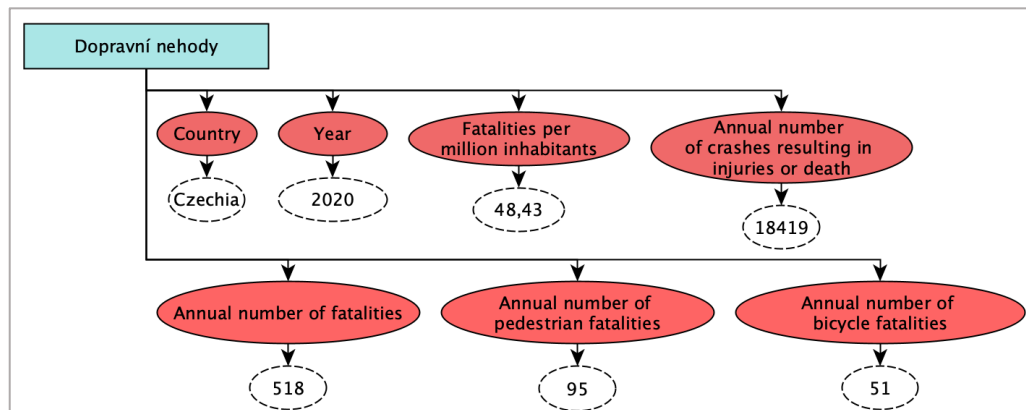 Dopravní nehody
Country
Year
Fatalities per
million inhabitants
Annual number
of crashes resulting in
injuries or death
Czechia
2020
48,43
18419
Annual number of fatalities
Annual number of
pedestrian fatalities
Annual number of
bicycle fatalities
518
95
51